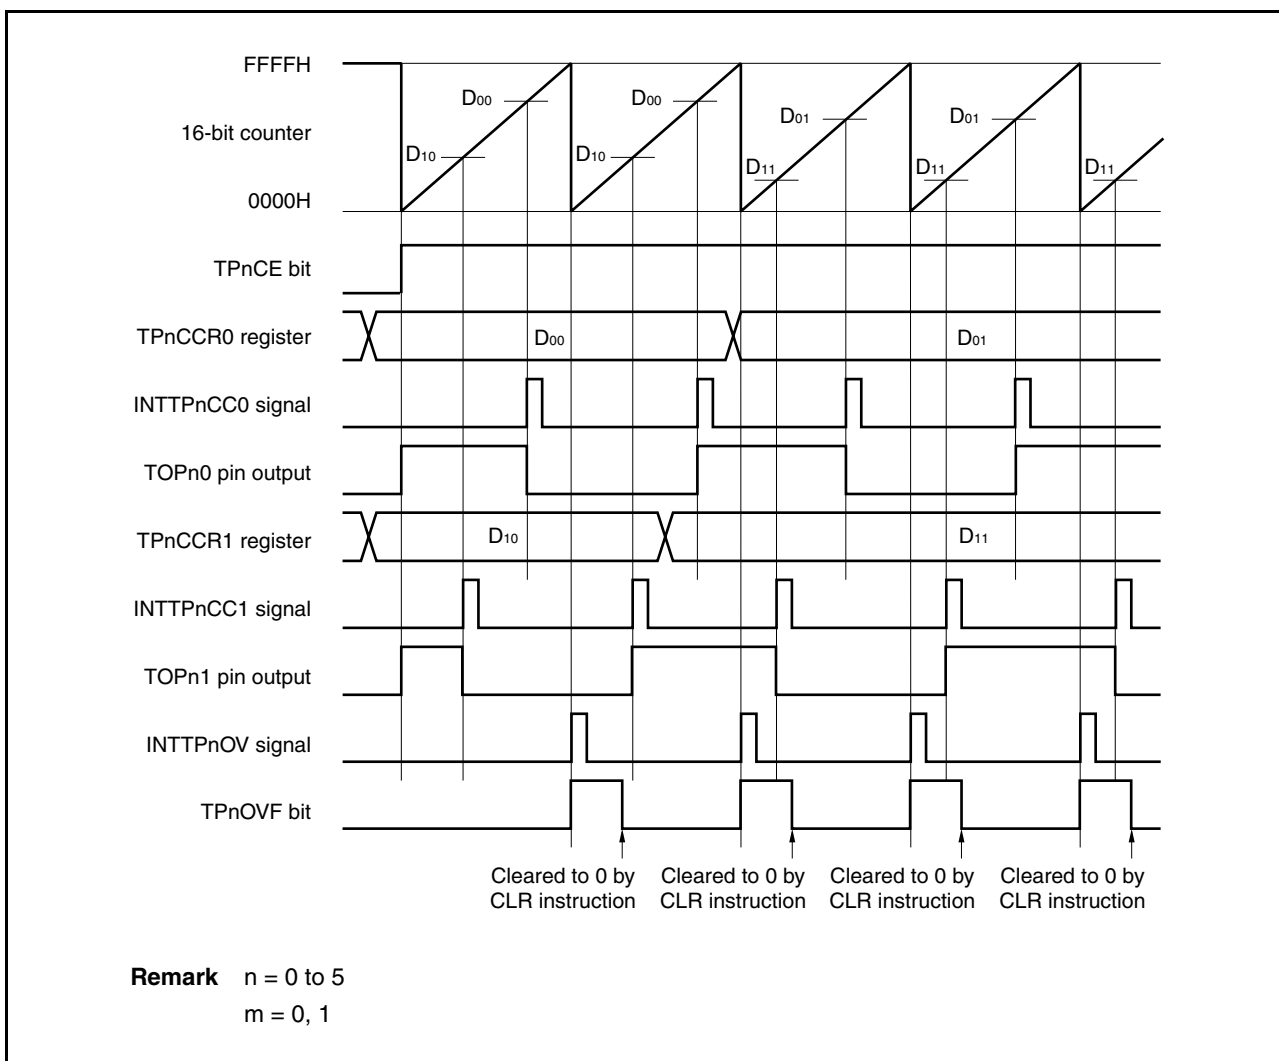 FFFFH
D00
D00
D01
D01
16-bit counter
D10
D10
D11
D11
D11
0000H
TPnCE bit
TPnCCR0 register
D00
D01
INTTPnCC0 signal
TOPn0 pin output
TPnCCR1 register
D10
D11
INTTPnCC1 signal
TOPn1 pin output
INTTPnOV signal
TPnOVF bit
Cleared to 0 by
CLR instruction
Cleared to 0 by
CLR instruction
Cleared to 0 by
CLR instruction
Cleared to 0 by
CLR instruction
Remark n = 0 to 5
m = 0, 1